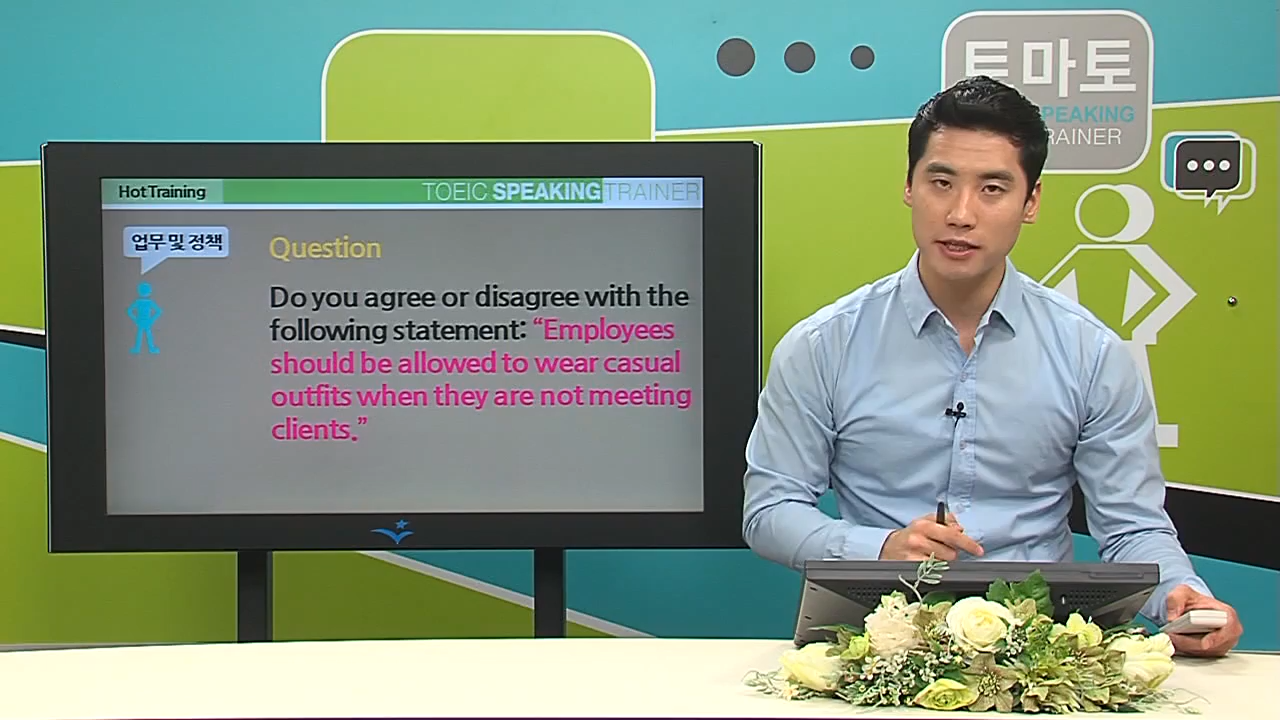 토마토
PEAKING
RAINER
Hot Training
TOEIC SPEAKING TRAINER
업무 및 정책
Question
Do you agree or disagree with the
following statement: “Employees
should be allowed to wear casual
outfits when they are not meeting
clients.”